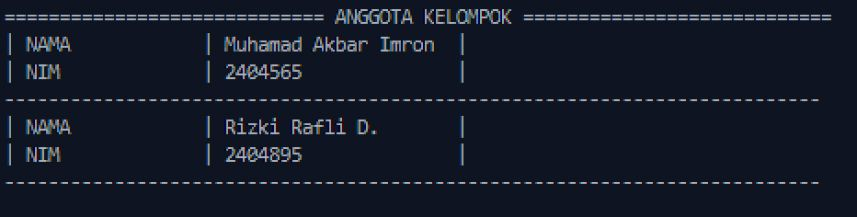 ============================= ANGGOTA KELOMPOK ============================
| NAMA | Muhamad Akbar Imron |
| NIM | 2404565 |
--------------------------------------------------------------------------
| NAMA | Rizki Rafli D. |
| NIM | 2404895 |
--------------------------------------------------------------------------